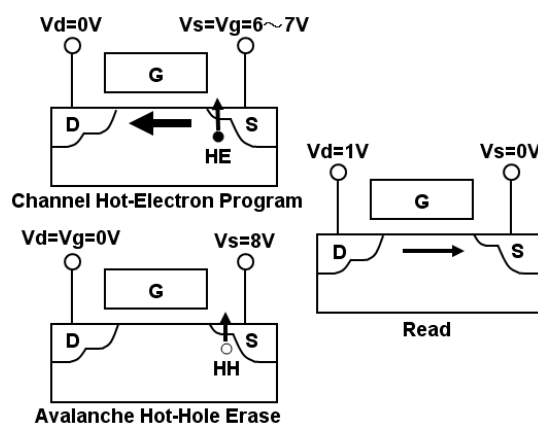 Vd=0V Vs=Vg=6～7V
G
D S
HE
Channel Hot-Electron Program
Vd=Vg=0V Vs=8V
G
D S
HH
Avalanche Hot-Hole Erase
Vd=1V Vs=0V
G
D S
Read